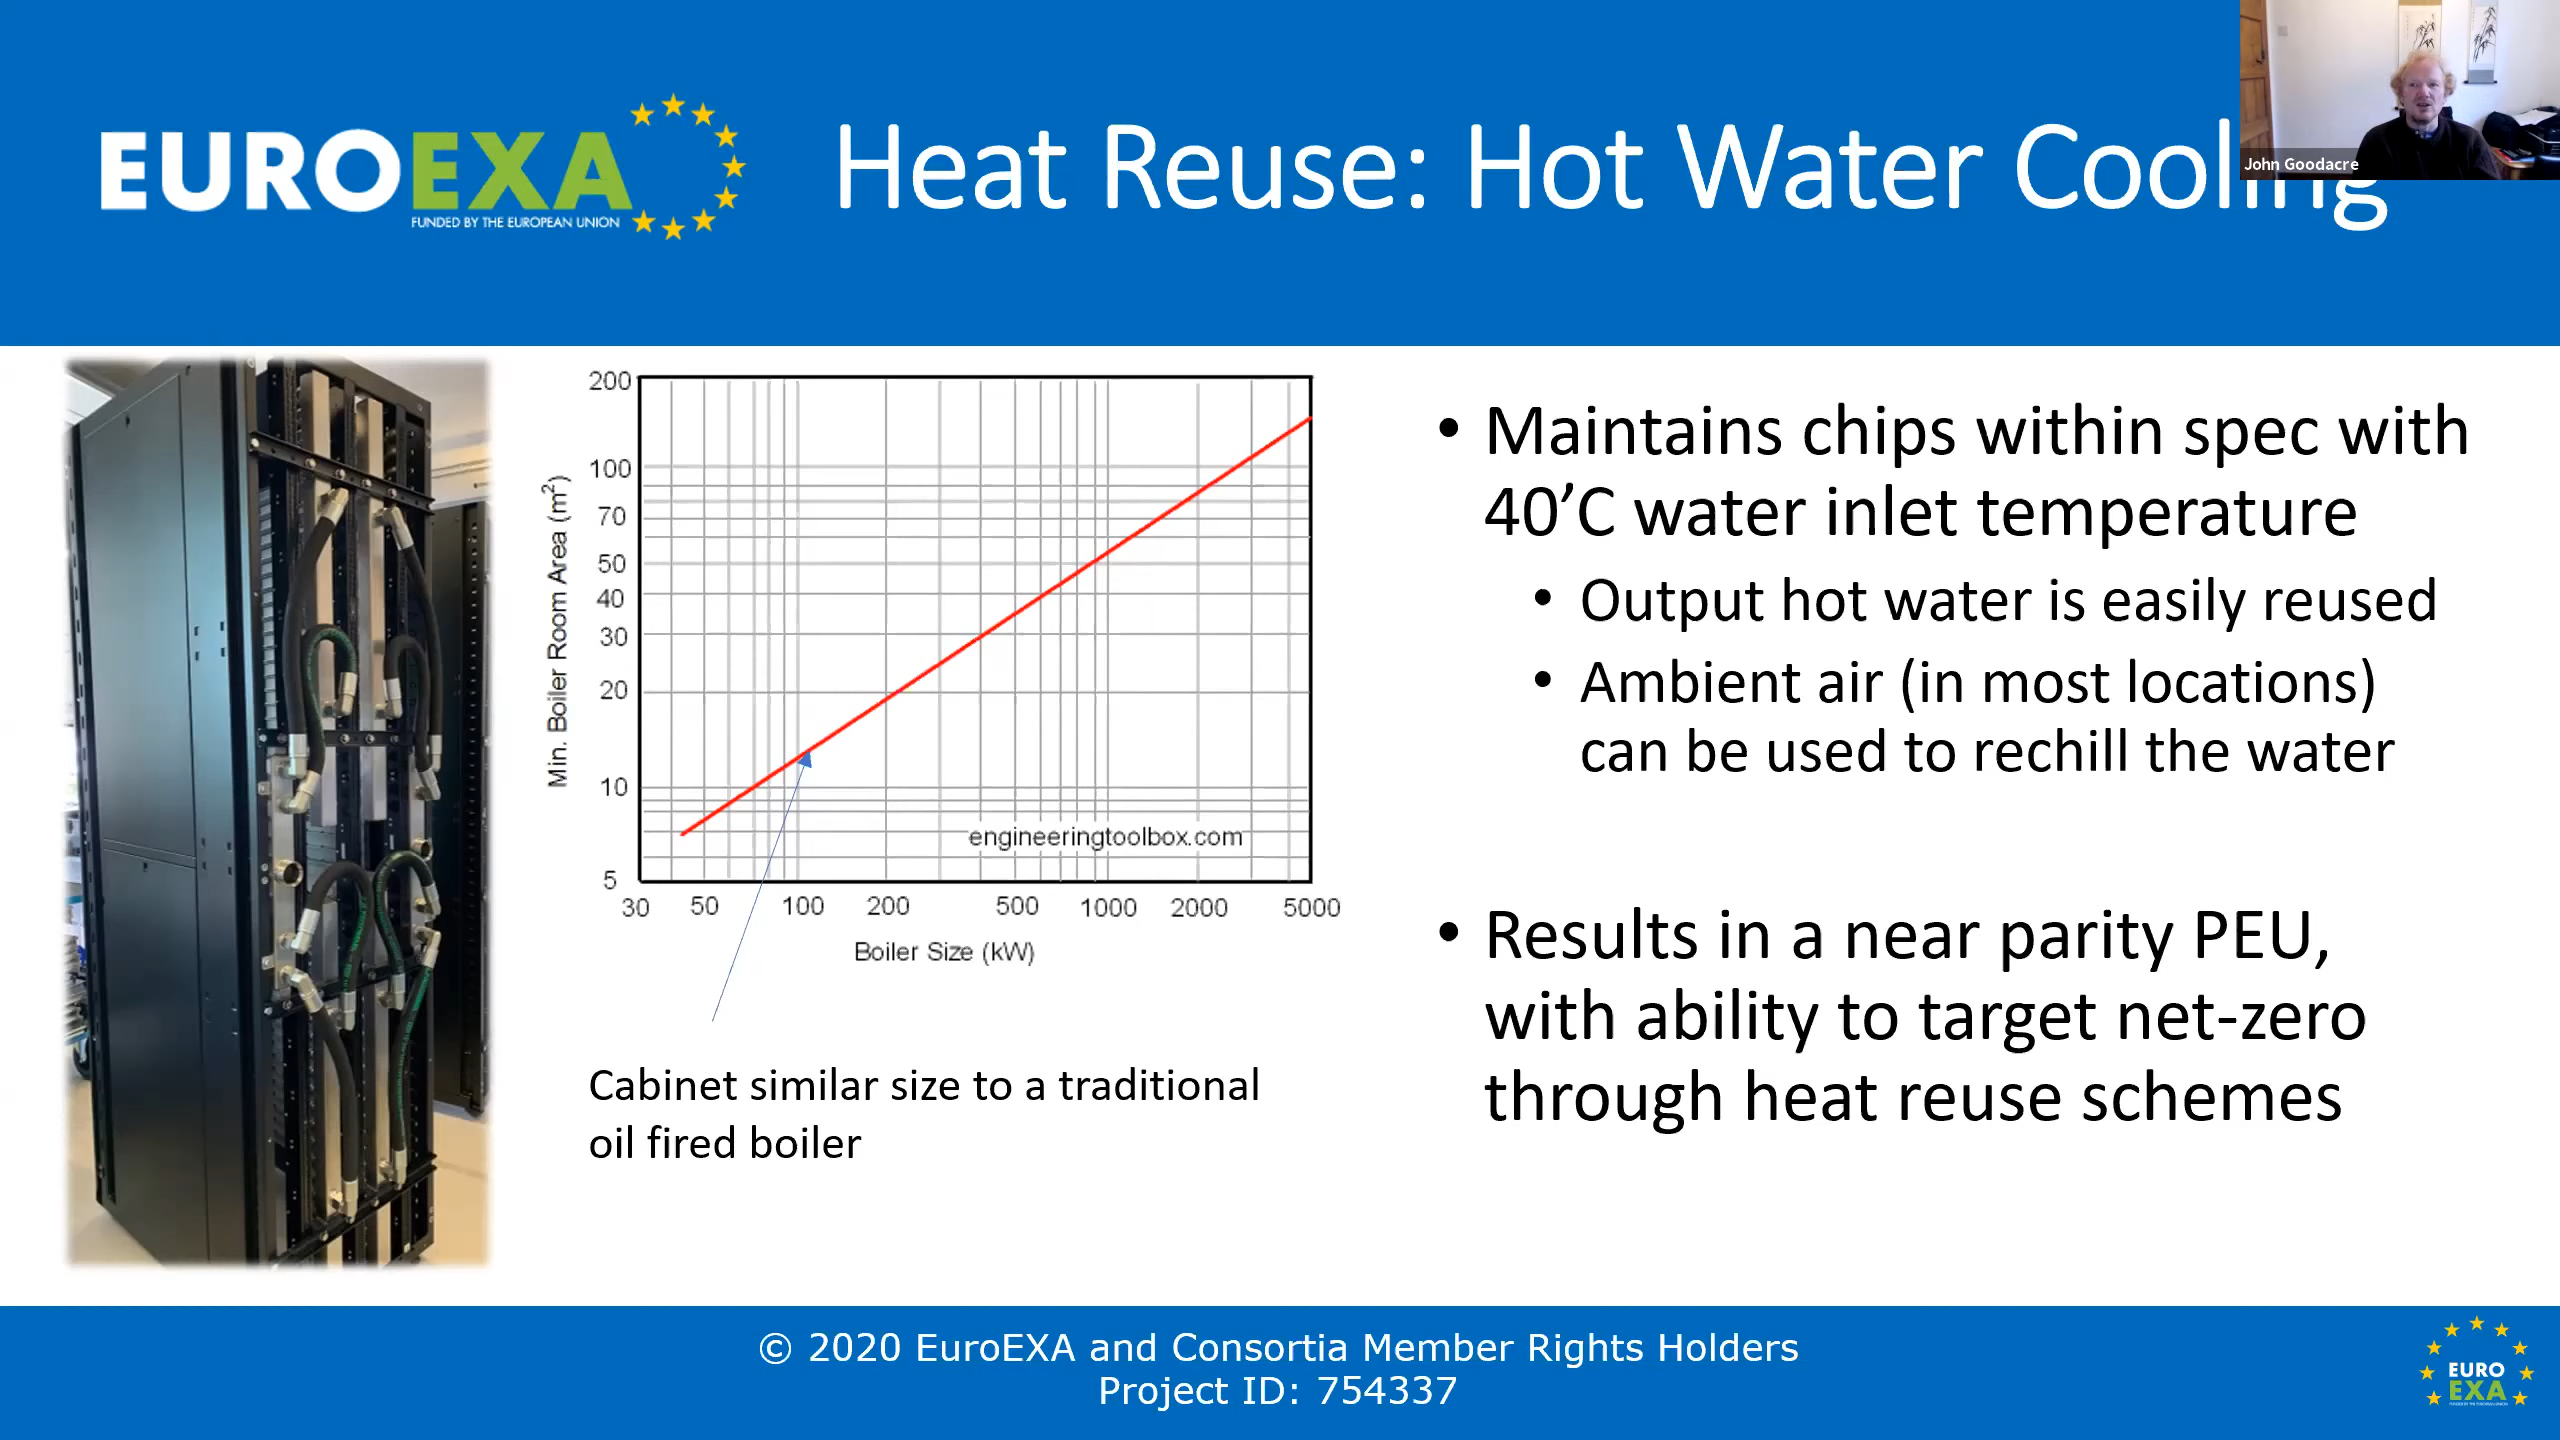 EUROEXA
FUNDED BY THE EUROPEAN UNION
Heat Reuse: Hot Water Cooling
John Goodacre
200
100
70
50
40
30
20
10
5
Min. Boiler Room Area (m²)
engineeringtoolbox.com
30 50 100 200 500 1000 2000 5000
Boiler Size (kW)
Cabinet similar size to a traditional
oil fired boiler
• Maintains chips within spec with
40’C water inlet temperature
• Output hot water is easily reused
• Ambient air (in most locations)
can be used to rechill the water
• Results in a near parity PEU,
with ability to target net-zero
through heat reuse schemes
© 2020 EuroEXA and Consortia Member Rights Holders
Project ID: 754337
EURO
EXA